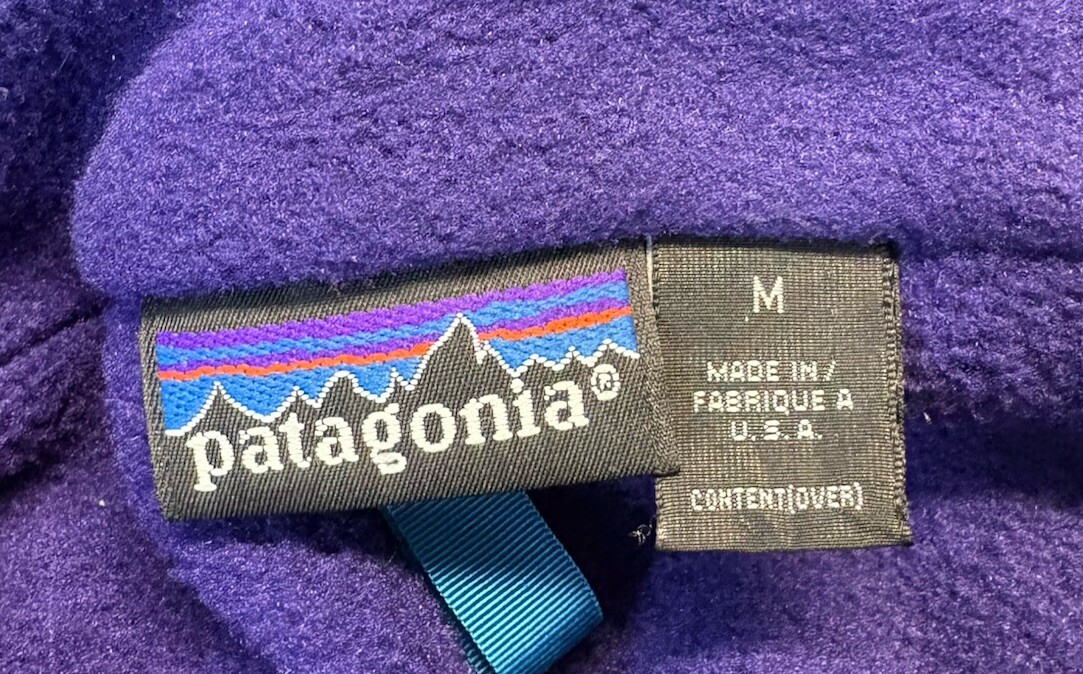 patagonia®
M
MADE IN/
FABRIQUE A
U.S.A.
CONTENT(OVER)